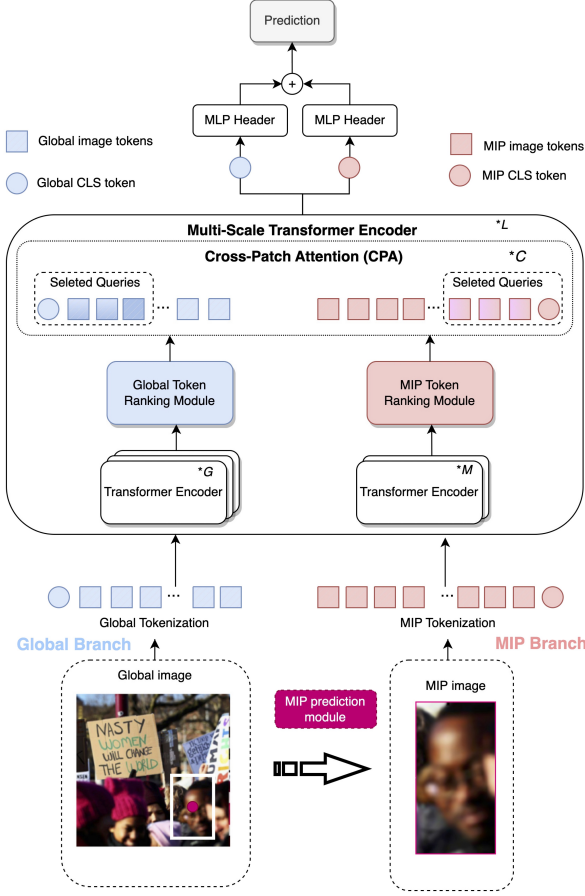 Prediction
MLP Header
MLP Header
Global image tokens
Global CLS token
MIP image tokens
MIP CLS token
Multi-Scale Transformer Encoder
*L
Cross-Patch Attention (CPA)
*C
Seleted Queries
Seleted Queries
Global Token
Ranking Module
MIP Token
Ranking Module
*G
Transformer Encoder
*M
Transformer Encoder
Global Tokenization
MIP Tokenization
Global Branch
MIP Branch
Global image
MIP prediction
module
MIP image
NASTY
WOMEN
WILL CHANGE
THE WORLD